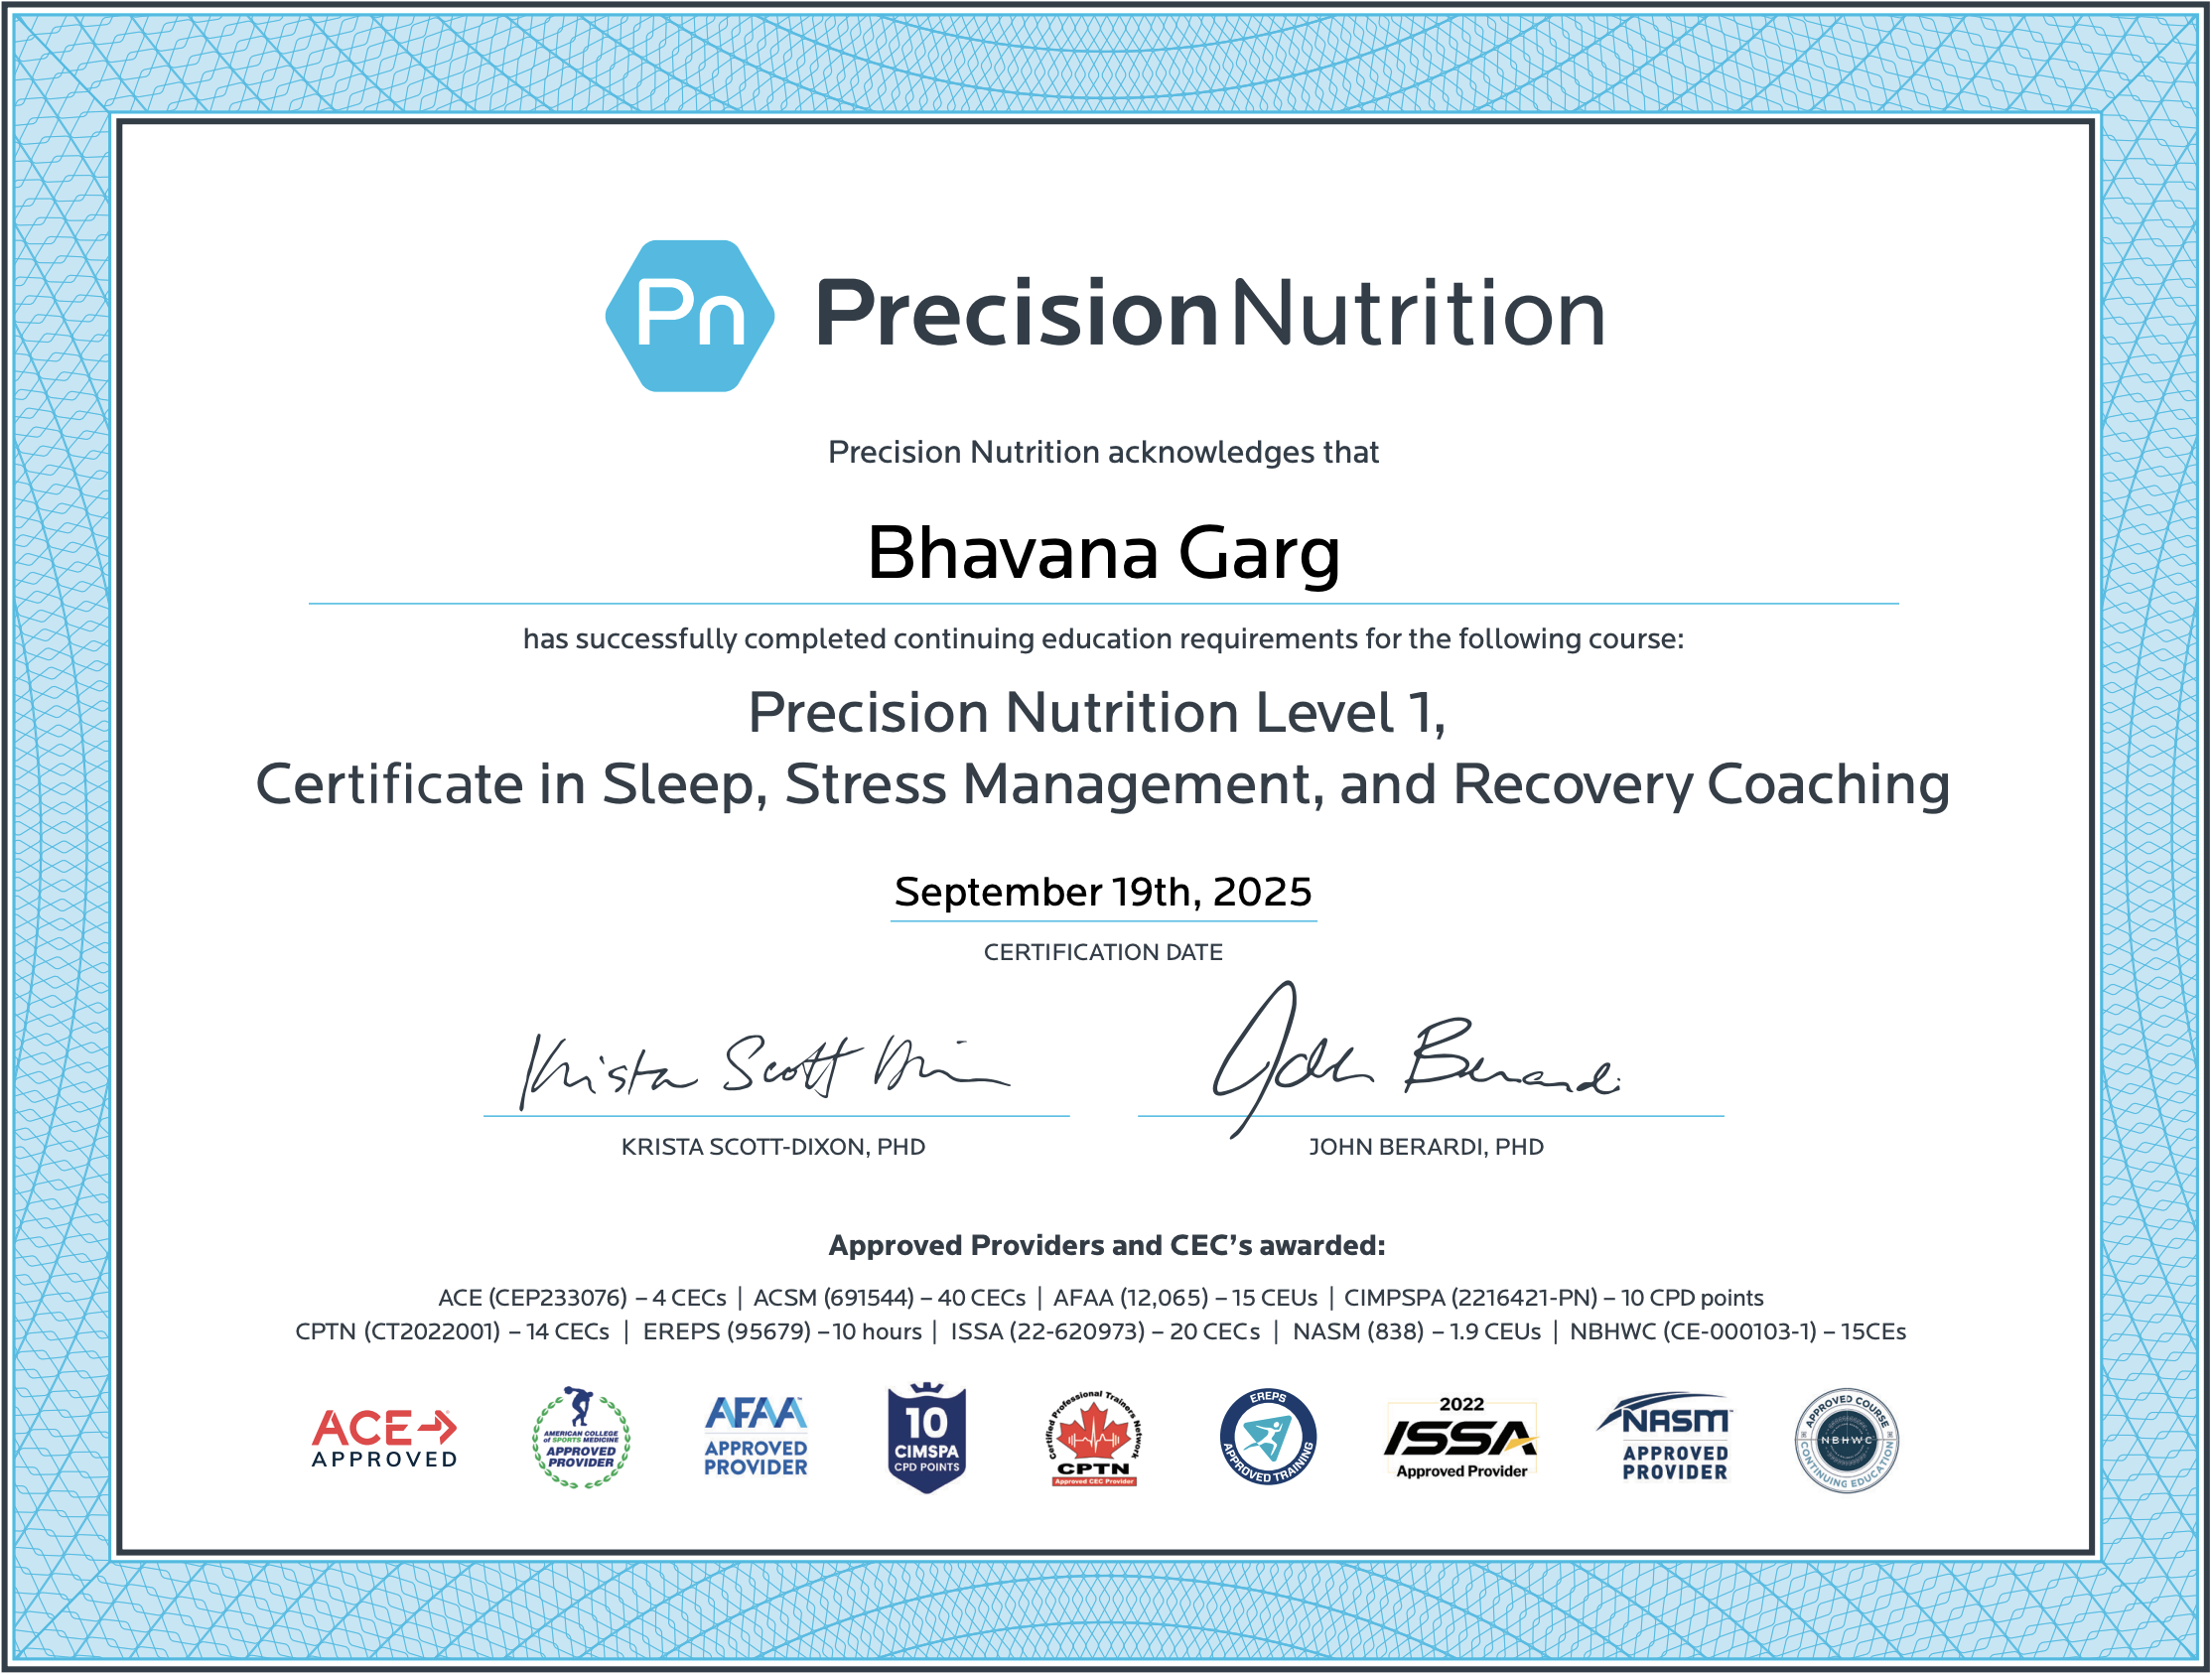 Pn PrecisionNutrition
Precision Nutrition acknowledges that
Bhavana Garg
has successfully completed continuing education requirements for the following course:
Precision Nutrition Level 1,
Certificate in Sleep, Stress Management, and Recovery Coaching
September 19th, 2025
CERTIFICATION DATE
Krista Scott Dixon John Berardi
KRISTA SCOTT-DIXON, PHD JOHN BERARDI, PHD
Approved Providers and CEC’s awarded:
ACE (CEP233076) – 4 CECs | ACSM (691544) – 40 CECs | AFAA (12,065) – 15 CEUs | CIMPSPA (2216421-PN) – 10 CPD points
CPTN (CT2022001) – 14 CECs | EREPS (95679) –10 hours | ISSA (22-620973) – 20 CECs | NASM (838) – 1.9 CEUs | NBHWC (CE-000103-1) – 15CEs
ACE
APPROVED
AMERICAN COLLEGE
of SPORTS MEDICINE
APPROVED
PROVIDER
AFAA™
APPROVED
PROVIDER
10
CIMSPA
CPD POINTS
Certified Professional Trainers Network
CPTN
Approved CEC Provider
EREPS
APPROVED TRAINING
2022
ISSA
Approved Provider
NASM™
APPROVED
PROVIDER
APPROVED COURSE
NBHWC
CONTINUING EDUCATION